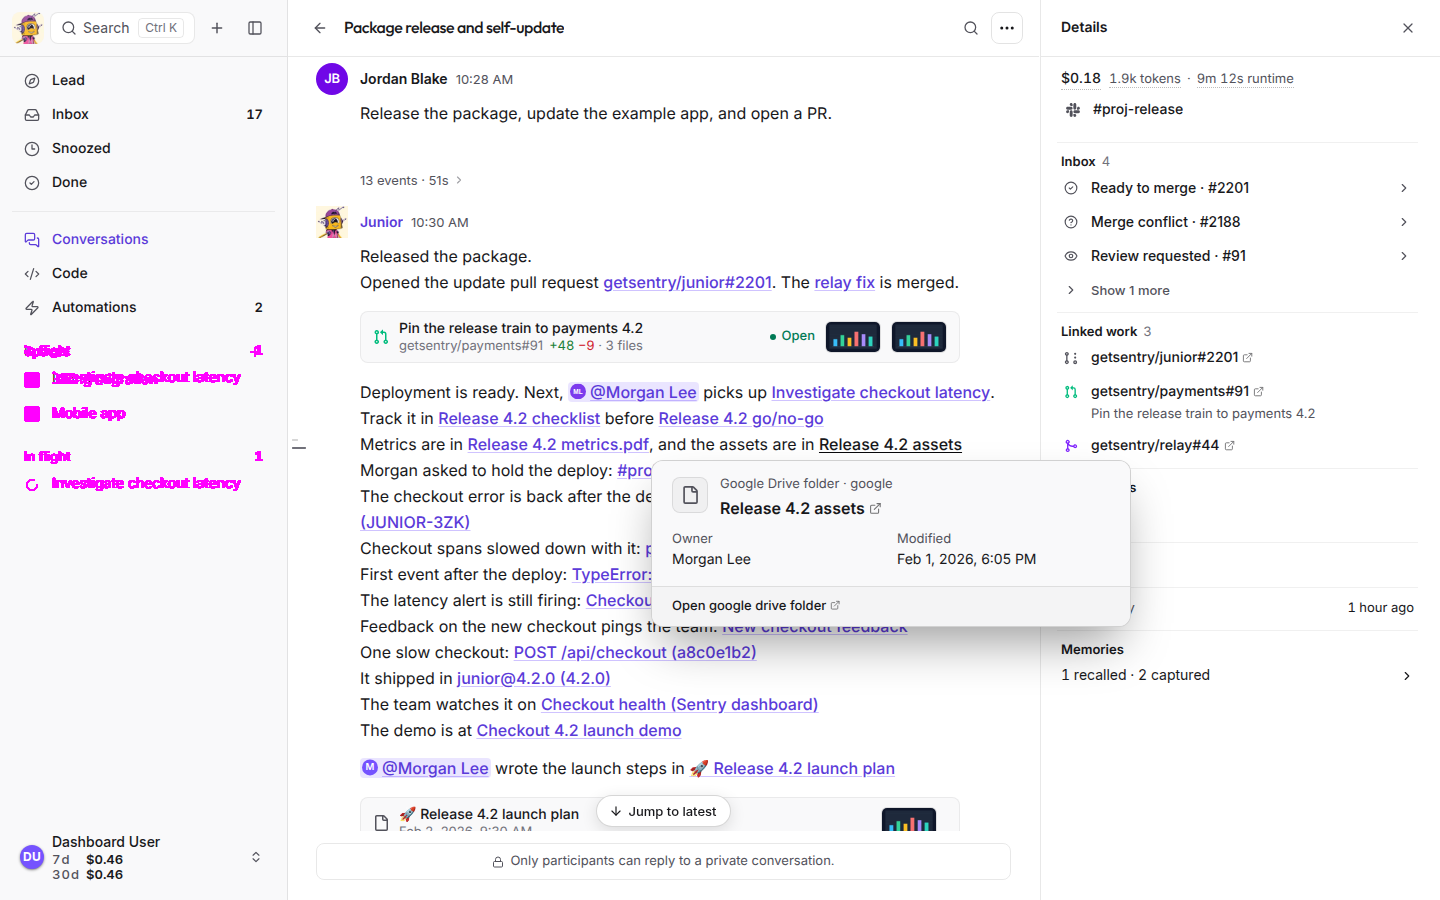 Search Ctrl K
Lead
Inbox 17
Snoozed
Done
Conversations
Code
Automations 2
Mobile app
In flight 1
Investigate checkout latency
DU Dashboard User
7d $0.46
30d $0.46
Package release and self-update
JB Jordan Blake 10:28 AM
Release the package, update the example app, and open a PR.
13 events · 51s
Junior 10:30 AM
Released the package.
Opened the update pull request getsentry/junior#2201. The relay fix is merged.
Pin the release train to payments 4.2
getsentry/payments#91 +48 −9 · 3 files
Open
Deployment is ready. Next, ML @Morgan Lee picks up Investigate checkout latency.
Track it in Release 4.2 checklist before Release 4.2 go/no-go
Metrics are in Release 4.2 metrics.pdf, and the assets are in Release 4.2 assets
Morgan asked to hold the deploy: #pro
The checkout error is back after the de
(JUNIOR-3ZK)
Checkout spans slowed down with it: p
First event after the deploy: TypeError:
The latency alert is still firing: Checkou
Feedback on the new checkout pings the team: New checkout feedback
One slow checkout: POST /api/checkout (a8c0e1b2)
It shipped in junior@4.2.0 (4.2.0)
The team watches it on Checkout health (Sentry dashboard)
The demo is at Checkout 4.2 launch demo
M @Morgan Lee wrote the launch steps in 🚀 Release 4.2 launch plan
🚀 Release 4.2 launch plan
Feb 2, 2026, 9:30 AM
Jump to latest
Only participants can reply to a private conversation.
Google Drive folder · google
Release 4.2 assets
Owner Modified
Morgan Lee Feb 1, 2026, 6:05 PM
Open google drive folder
Details
$0.18 1.9k tokens · 9m 12s runtime
#proj-release
Inbox 4
Ready to merge · #2201
Merge conflict · #2188
Review requested · #91
Show 1 more
Linked work 3
getsentry/junior#2201
getsentry/payments#91
Pin the release train to payments 4.2
getsentry/relay#44
s
y 1 hour ago
Memories
1 recalled · 2 captured